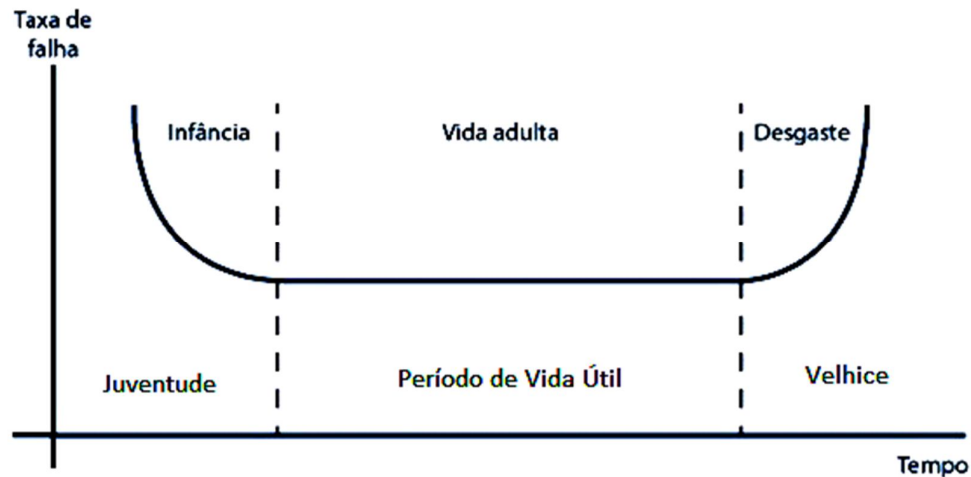 Taxa de
falha
Infância
Vida adulta
Desgaste
Juventude
Período de Vida Útil
Velhice
Tempo